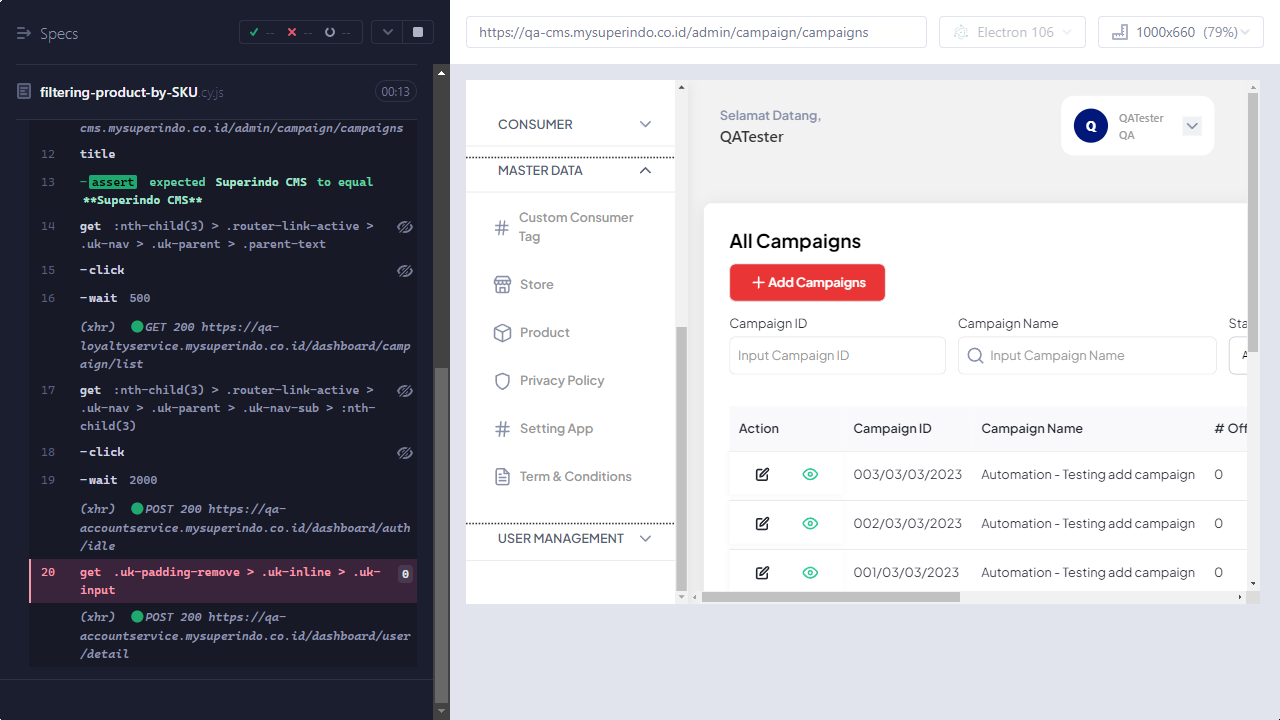 Specs
-- -- --
filtering-product-by-SKU.cy.js 00:13
cms.mysuperindo.co.id/admin/campaign/campaigns
12 title
13 -assert expected Superindo CMS to equal
**Superindo CMS**
14 get :nth-child(3) > .router-link-active >
.uk-nav > .uk-parent > .parent-text
15 -click
16 -wait 500
(xhr) GET 200 https://qa-
loyaltyservice.mysuperindo.co.id/dashboard/camp
aign/list
17 get :nth-child(3) > .router-link-active >
.uk-nav > .uk-parent > .uk-nav-sub > :nth-
child(3)
18 -click
19 -wait 2000
(xhr) POST 200 https://qa-
accountservice.mysuperindo.co.id/dashboard/auth
/idle
20 get .uk-padding-remove > .uk-inline > .uk-
input 0
(xhr) POST 200 https://qa-
accountservice.mysuperindo.co.id/dashboard/user
/detail
https://qa-cms.mysuperindo.co.id/admin/campaign/campaigns
Electron 106
1000x660 (79%)
CONSUMER
MASTER DATA
Custom Consumer
Tag
Store
Product
Privacy Policy
Setting App
Term & Conditions
USER MANAGEMENT
Selamat Datang,
QATester
Q
QATester
QA
All Campaigns
+ Add Campaigns
Campaign ID Campaign Name Sta
Input Campaign ID Input Campaign Name A
Action Campaign ID Campaign Name # Off
003/03/03/2023 Automation - Testing add campaign 0
002/03/03/2023 Automation - Testing add campaign 0
001/03/03/2023 Automation - Testing add campaign 0